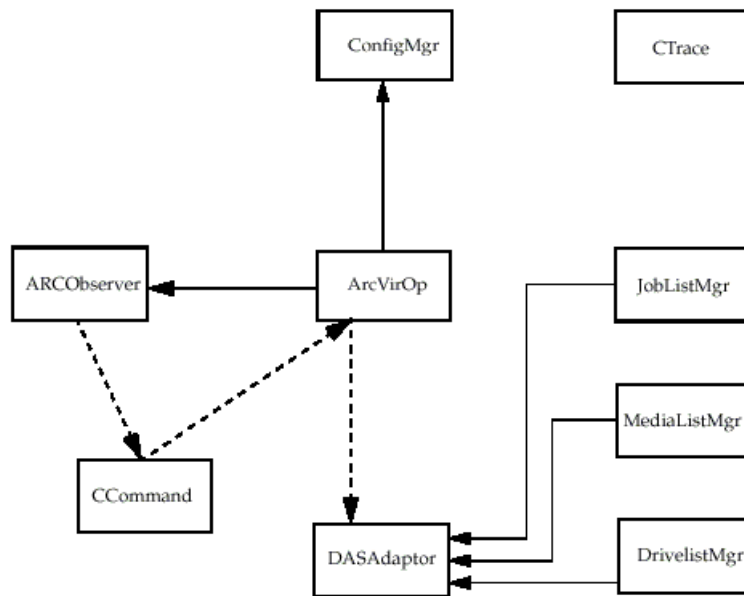 ConfigMgr
CTrace
ARCObserver
ArcVirOp
JobListMgr
MediaListMgr
CCommand
DASAdaptor
DrivelistMgr